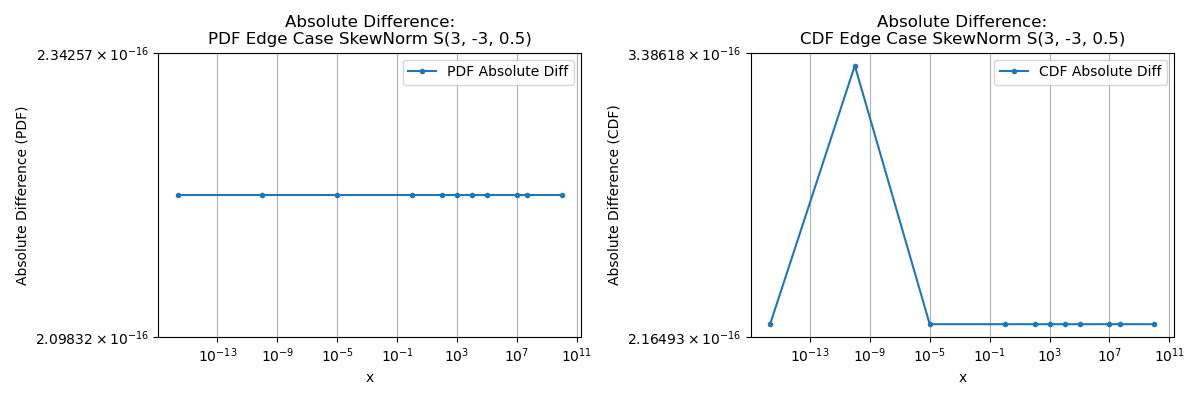 Absolute Difference:
PDF Edge Case SkewNorm S(3, -3, 0.5)
2.34257 × 10⁻¹⁶
PDF Absolute Diff
Absolute Difference (PDF)
2.09832 × 10⁻¹⁶
10⁻¹³ 10⁻⁹ 10⁻⁵ 10⁻¹ 10³ 10⁷ 10¹¹
x
Absolute Difference:
CDF Edge Case SkewNorm S(3, -3, 0.5)
3.38618 × 10⁻¹⁶
CDF Absolute Diff
Absolute Difference (CDF)
2.16493 × 10⁻¹⁶
10⁻¹³ 10⁻⁹ 10⁻⁵ 10⁻¹ 10³ 10⁷ 10¹¹
x